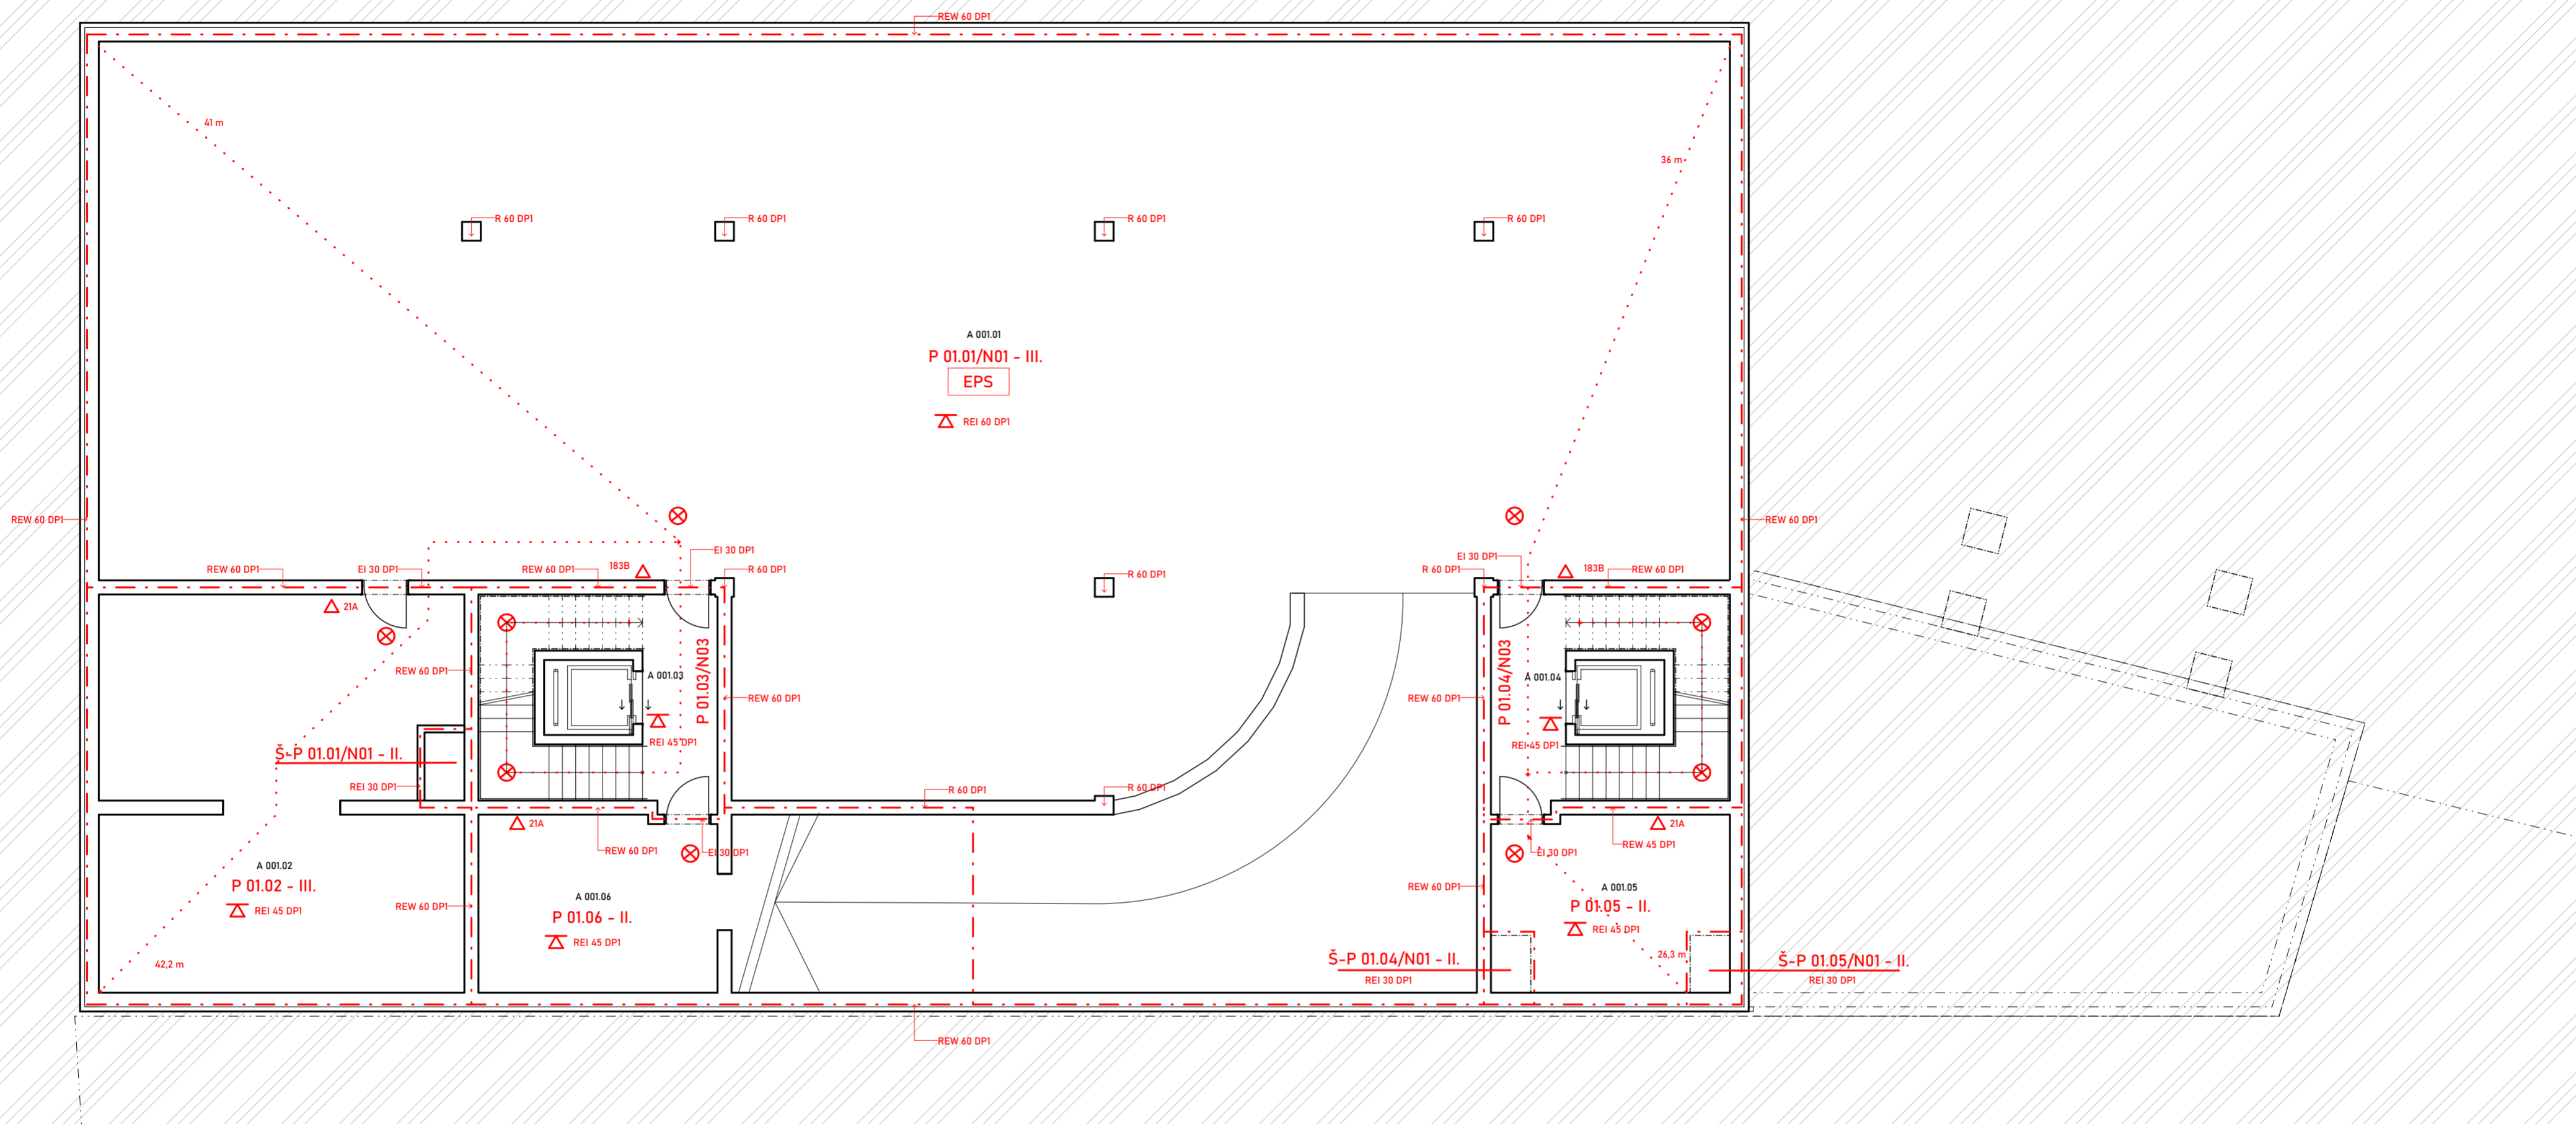 REW 60 DP1
41 m
36 m
R 60 DP1
R 60 DP1
R 60 DP1
R 60 DP1
A 001.01
P 01.01/N01 - III.
EPS
REI 60 DP1
REW 60 DP1
REW 60 DP1
REW 60 DP1
EI 30 DP1
REW 60 DP1
183B
EI 30 DP1
R 60 DP1
R 60 DP1
EI 30 DP1
R 60 DP1
183B
REW 60 DP1
21A
REW 60 DP1
A 001.03
P 01.03/N03
REW 60 DP1
REI 45 DP1
REW 60 DP1
P 01.04/N03
A 001.04
REI 45 DP1
Š-P 01.01/N01 - II.
REI 30 DP1
R 60 DP1
R 60 DP1
21A
REW 60 DP1
EI 30 DP1
21A
REW 45 DP1
EI 30 DP1
A 001.02
P 01.02 - III.
REI 45 DP1
REW 60 DP1
A 001.06
P 01.06 - II.
REI 45 DP1
REW 60 DP1
A 001.05
P 01.05 - II.
REI 45 DP1
42,2 m
26,3 m
Š-P 01.04/N01 - II.
REI 30 DP1
Š-P 01.05/N01 - II.
REI 30 DP1
REW 60 DP1